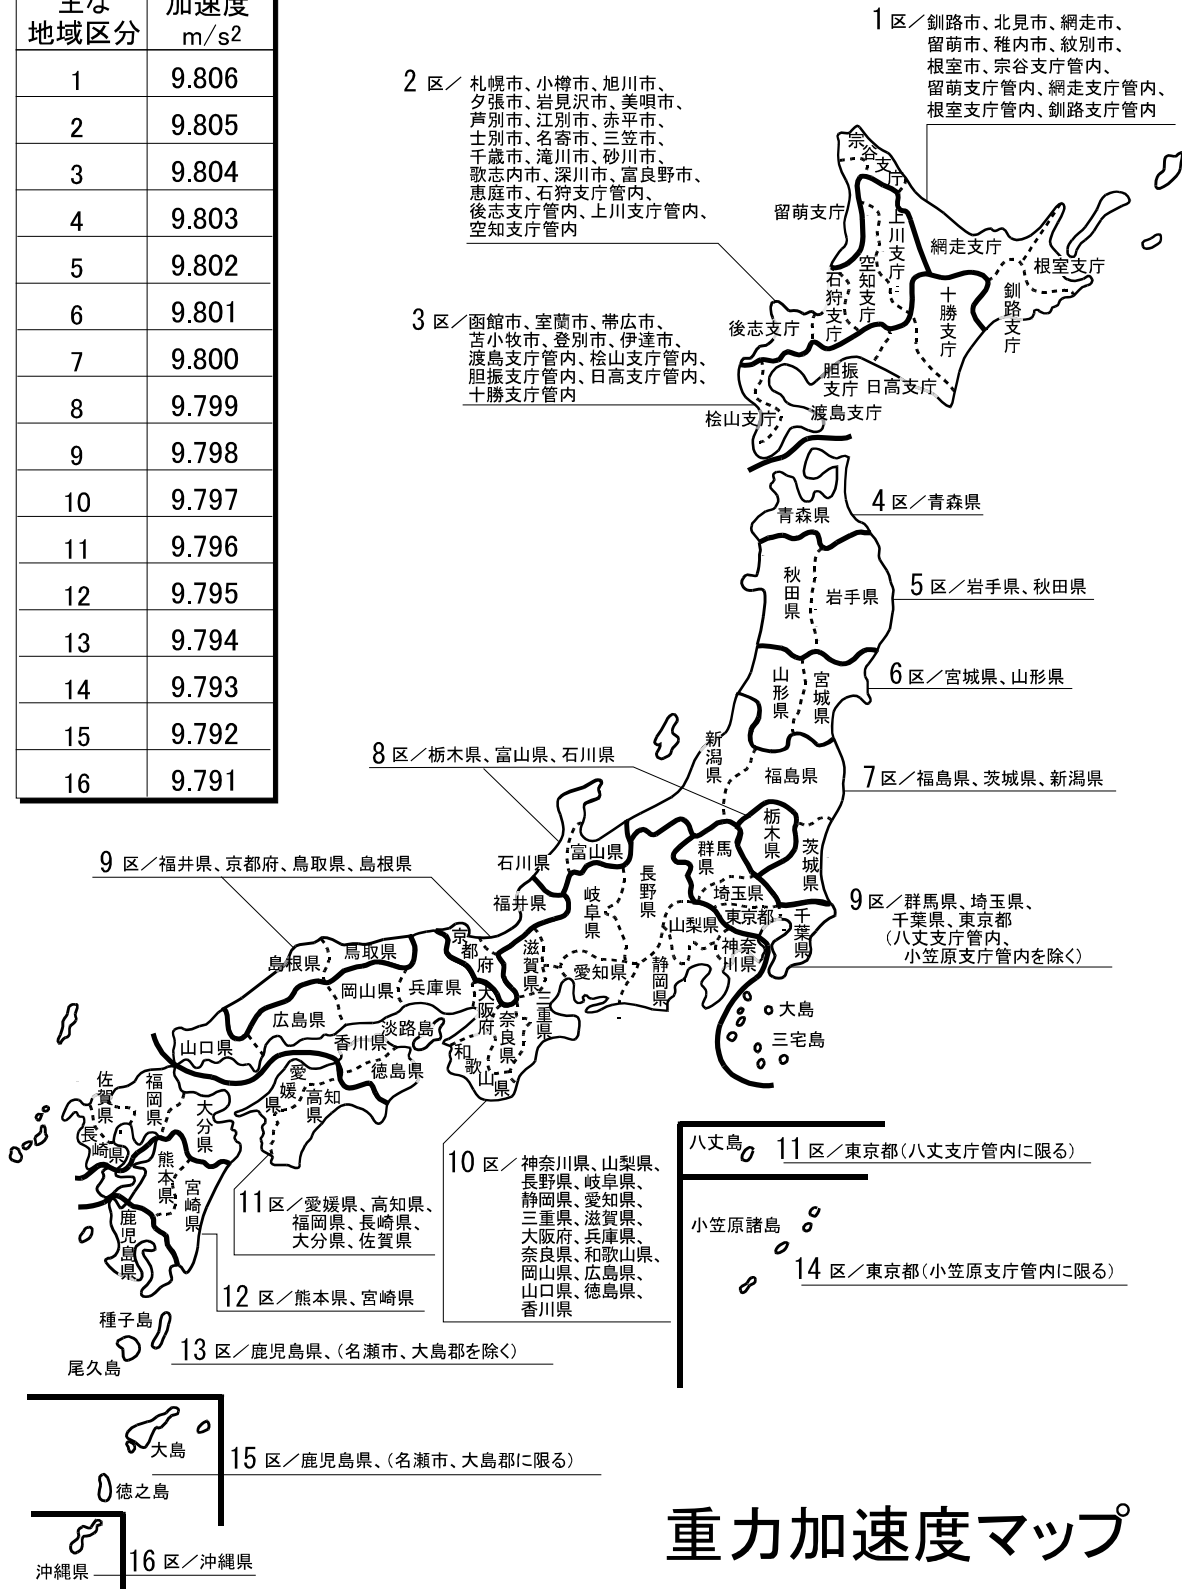 主な 加速度
地域区分 m/s2
1 9.806
2 9.805
3 9.804
4 9.803
5 9.802
6 9.801
7 9.800
8 9.799
9 9.798
10 9.797
11 9.796
12 9.795
13 9.794
14 9.793
15 9.792
16 9.791
1 区／釧路市、北見市、網走市、
留萌市、稚内市、紋別市、
根室市、宗谷支庁管内、
留萌支庁管内、網走支庁管内、
根室支庁管内、釧路支庁管内
2 区／ 札幌市、小樽市、旭川市、
夕張市、岩見沢市、美唄市、
芦別市、江別市、赤平市、
士別市、名寄市、三笠市、
千歳市、滝川市、砂川市、
歌志内市、深川市、富良野市、
恵庭市、石狩支庁管内、
後志支庁管内、上川支庁管内、
空知支庁管内
3 区／函館市、室蘭市、帯広市、
苫小牧市、登別市、伊達市、
渡島支庁管内、桧山支庁管内、
胆振支庁管内、日高支庁管内、
十勝支庁管内
宗谷支庁
留萌支庁
上川支庁
網走支庁
根室支庁
空知支庁
石狩支庁
十勝支庁
釧路支庁
後志支庁
胆振
支庁
日高支庁
桧山支庁
渡島支庁
青森県
4 区／青森県
秋田県
岩手県
5 区／岩手県、秋田県
山形県
宮城県
6 区／宮城県、山形県
新潟県
福島県
7 区／福島県、茨城県、新潟県
8 区／栃木県、富山県、石川県
栃木県
茨城県
群馬
県
石川県
富山県
長野県
岐阜県
埼玉県
東京都
千葉県
山梨県
神奈
川県
静岡県
愛知県
福井県
滋賀県
三重県
9 区／福井県、京都府、鳥取県、島根県
9 区／群馬県、埼玉県、
千葉県、東京都
(八丈支庁管内、
小笠原支庁管内を除く)
京都府
鳥取県
島根県
岡山県
兵庫県
大阪府
奈良県
和歌山県
広島県
山口県
淡路島
香川県
徳島県
愛媛県
高知
県
大島
三宅島
佐賀県
福岡県
大分県
長崎県
熊本県
宮崎県
鹿児島県
10 区／神奈川県、山梨県、
長野県、岐阜県、
静岡県、愛知県、
三重県、滋賀県、
大阪府、兵庫県、
奈良県、和歌山県、
岡山県、広島県、
山口県、徳島県、
香川県
11 区／愛媛県、高知県、
福岡県、長崎県、
大分県、佐賀県
12 区／熊本県、宮崎県
八丈島
11 区／東京都(八丈支庁管内に限る)
小笠原諸島
14 区／東京都(小笠原支庁管内に限る)
種子島
尾久島
13 区／鹿児島県、(名瀬市、大島郡を除く)
大島
徳之島
15 区／鹿児島県、(名瀬市、大島郡に限る)
沖縄県
16 区／沖縄県
重力加速度マップ